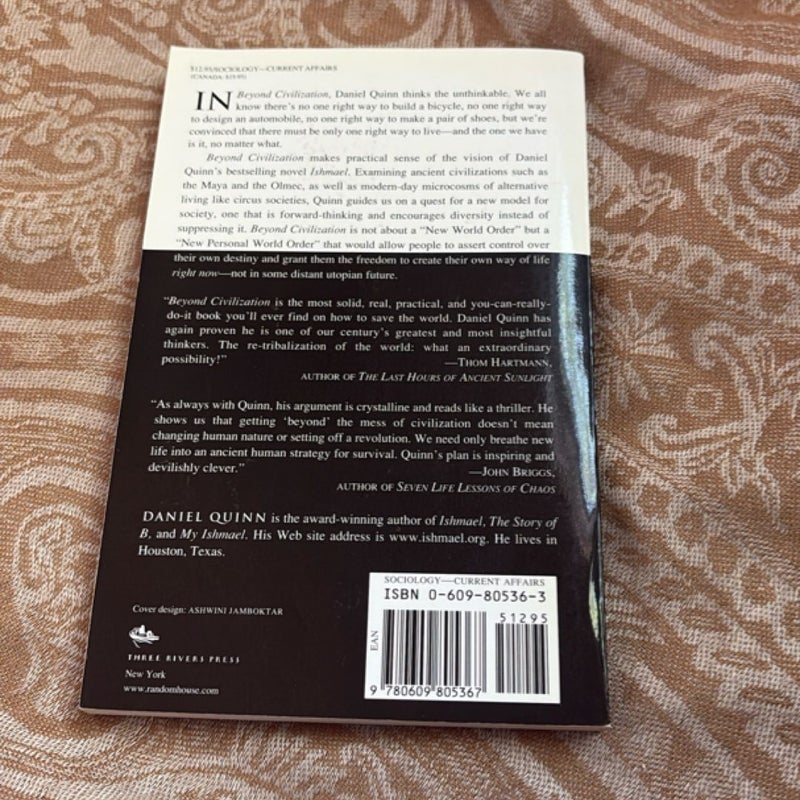 $12.95/SOCIOLOGY—CURRENT AFFAIRS
(CANADA: $19.95)
IN Beyond Civilization, Daniel Quinn thinks the unthinkable. We all
know there's no one right way to build a bicycle, no one right way
to design an automobile, no one right way to make a pair of shoes, but we're
convinced that there must be only one right way to live—and the one we have
is it, no matter what.
Beyond Civilization makes practical sense of the vision of Daniel
Quinn's bestselling novel Ishmael. Examining ancient civilizations such as
the Maya and the Olmec, as well as modern-day microcosms of alternative
living like circus societies, Quinn guides us on a quest for a new model for
society, one that is forward-thinking and encourages diversity instead of
suppressing it. Beyond Civilization is not about a "New World Order" but a
"New Personal World Order" that would allow people to assert control over
their own destiny and grant them the freedom to create their own way of life
right now—not in some distant utopian future.
"Beyond Civilization is the most solid, real, practical, and you-can-really-
do-it book you'll ever find on how to save the world. Daniel Quinn has
again proven he is one of our century's greatest and most insightful
thinkers. The re-tribalization of the world: what an extraordinary
possibility!" —THOM HARTMANN,
AUTHOR OF THE LAST HOURS OF ANCIENT SUNLIGHT
"As always with Quinn, his argument is crystalline and reads like a thriller. He
shows us that getting 'beyond' the mess of civilization doesn't mean
changing human nature or setting off a revolution. We need only breathe new
life into an ancient human strategy for survival. Quinn's plan is inspiring and
devilishly clever." —JOHN BRIGGS,
AUTHOR OF SEVEN LIFE LESSONS OF CHAOS
DANIEL QUINN is the award-winning author of Ishmael, The Story of
B, and My Ishmael. His Web site address is www.ishmael.org. He lives in
Houston, Texas.
Cover design: ASHWINI JAMBOTKAR
THREE RIVERS PRESS
New York
www.randomhouse.com
SOCIOLOGY—CURRENT AFFAIRS
ISBN 0-609-80536-3
51295
EAN
9 780609 805367